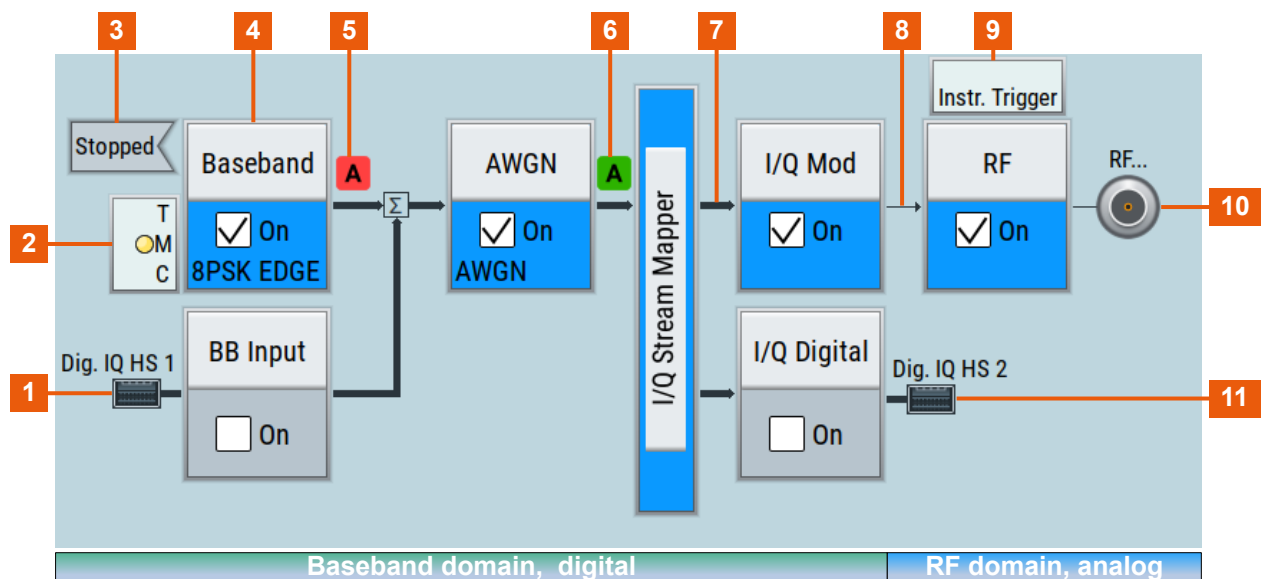 3
4
5
6
7
8
9
Instr. Trigger
Stopped
Baseband
On
8PSK EDGE
A
Σ
AWGN
On
AWGN
A
I/Q Stream Mapper
I/Q Mod
On
RF
On
RF...
10
2
T
M
C
Dig. IQ HS 1
1
BB Input
On
I/Q Digital
On
Dig. IQ HS 2
11
Baseband domain, digital
RF domain, analog